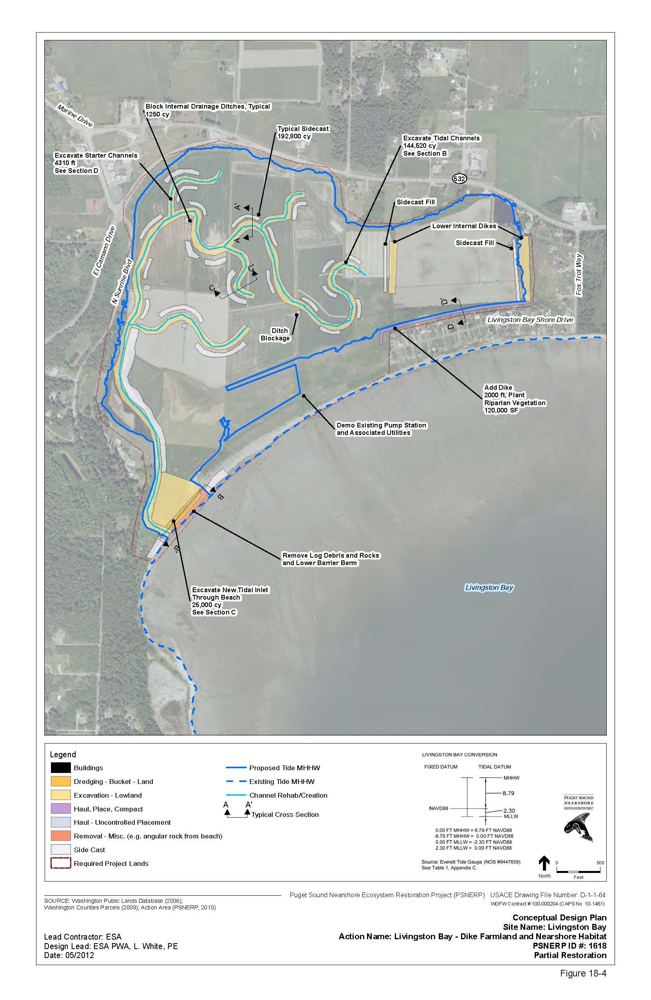 Marine Drive
Block Internal Drainage Ditches, Typical
1250 cy
Typical Sidecast
192,800 cy
Excavate Tidal Channels
144,520 cy
See Section B
Excavate Starter Channels
4310 ft
See Section D
532
Sidecast Fill
Lower Internal Dikes
Sidecast Fill
A'
A
El Camano Drive
N Sunrise Blvd
Fox Trot Way
C'
C
D'
D
Livingston Bay Shore Drive
Ditch
Blockage
Add Dike
2000 ft, Plant
Riparian Vegetation
120,000 SF
Demo Existing Pump Station
and Associated Utilities
B
B'
Remove Log Debris and Rocks
and Lower Barrier Berm
Excavate New Tidal Inlet
Through Beach
25,000 cy
See Section C
Livingston Bay
Legend
Buildings
Dredging - Bucket - Land
Excavation - Lowland
Haul, Place, Compact
Haul - Uncontrolled Placement
Removal - Misc. (e.g. angular rock from beach)
Side Cast
Required Project Lands
Proposed Tide MHHW
Existing Tide MHHW
Channel Rehab/Creation
A A'
Typical Cross Section
LIVINGSTON BAY CONVERSION
FIXED DATUM TIDAL DATUM
MHHW
8.79
NAVD88
2.30
MLLW
0.00 FT MHHW = 8.79 FT NAVD88
-8.79 FT MHHW = 0.00 FT NAVD88
0.00 FT MLLW = -2.30 FT NAVD88
2.30 FT MLLW = 0.00 FT NAVD88
Source: Everett Tide Gauge (NOS #9447659)
See Table 1, Appendix C.
PUGET SOUND
NEARSHORE
ECOSYSTEM RESTORATION PROJECT
North
0 500
Feet
Puget Sound Nearshore Ecosystem Restoration Project (PSNERP) USACE Drawing FIle Number: D-1-1-64
WDFW Contract # 100-000204 (CAPS No. 10-1461)
SOURCE: Washington Public Lands Database (2006);
Washington Counties Parcels (2009); Action Area (PSNERP, 2010)
Conceptual Design Plan
Site Name: Livingston Bay
Action Name: Livingston Bay - Dike Farmland and Nearshore Habitat
PSNERP ID #: 1618
Partial Restoration
Lead Contractor: ESA
Design Lead: ESA PWA, L. White, PE
Date: 05/2012
Figure 18-4